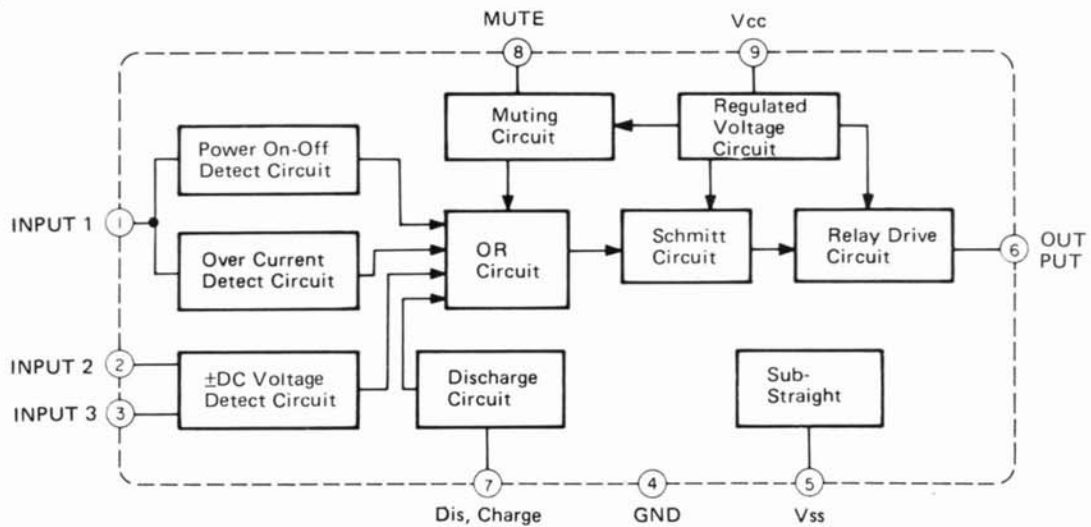 MUTE
8
Vcc
9
Muting
Circuit
Regulated
Voltage
Circuit
Power On-Off
Detect Circuit
INPUT 1
1
Over Current
Detect Circuit
OR
Circuit
Schmitt
Circuit
Relay Drive
Circuit
6
OUT
PUT
INPUT 2
2
INPUT 3
3
±DC Voltage
Detect Circuit
Discharge
Circuit
Sub-
Straight
7
Dis, Charge
4
GND
5
Vss